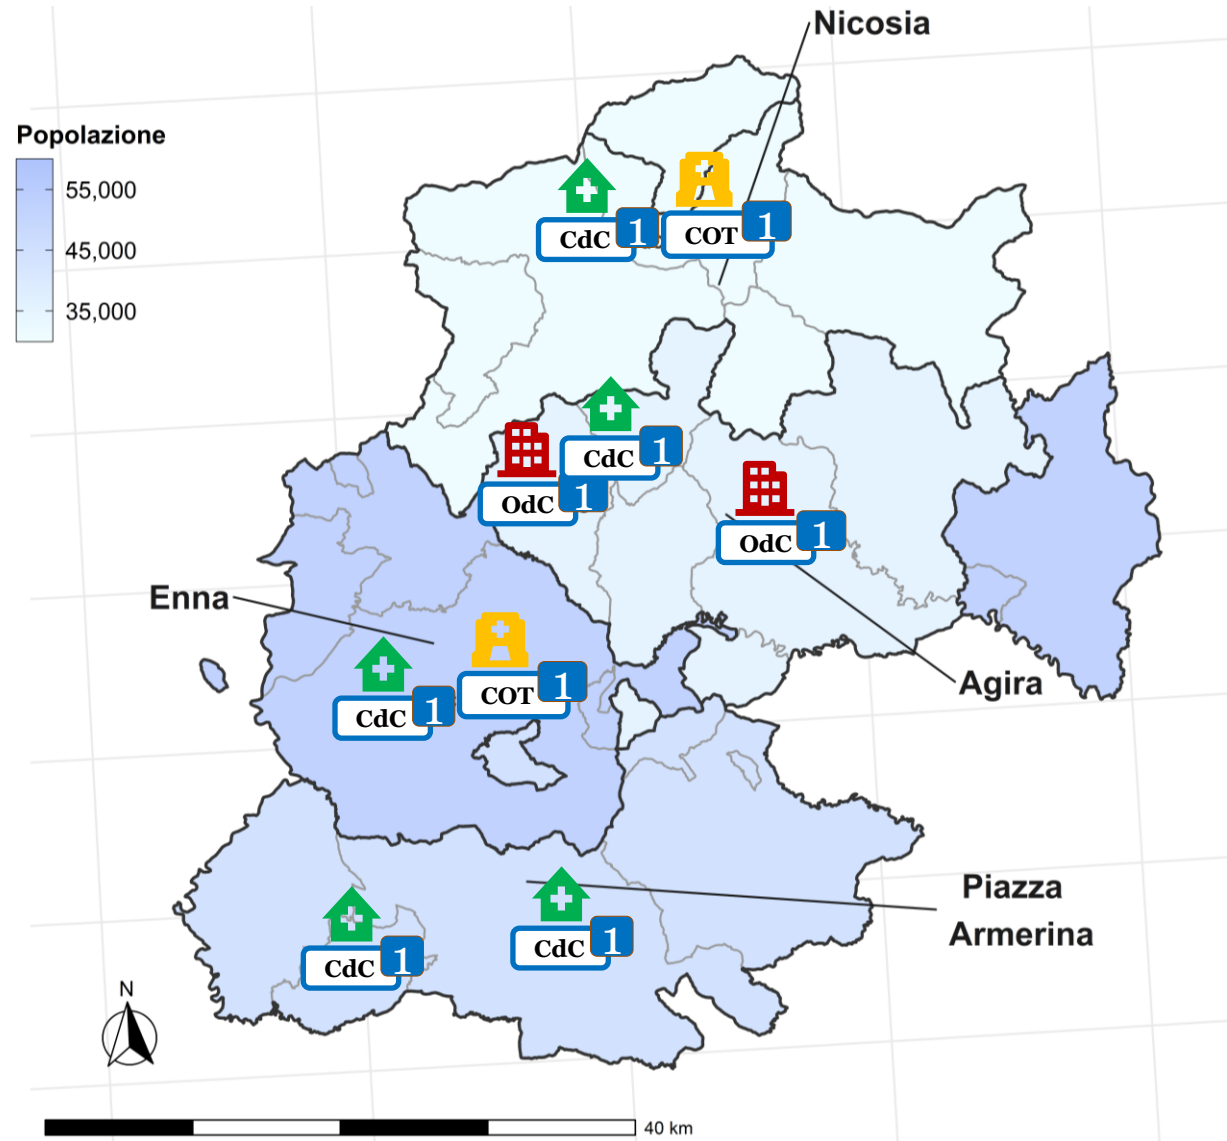 Nicosia
Popolazione
55,000
45,000
35,000
CdC 1
COT 1
CdC 1
OdC 1
OdC 1
Enna
CdC 1
COT 1
Agira
Piazza
Armerina
CdC 1
CdC 1
N
40 km